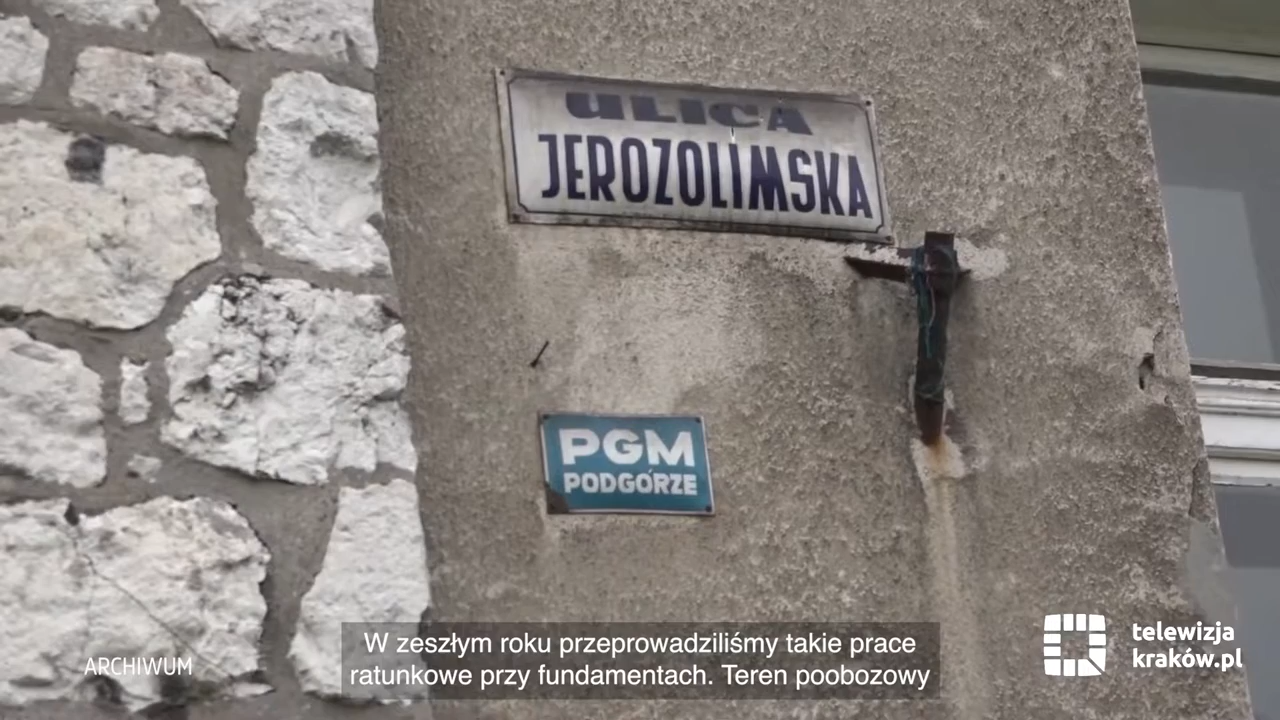 ULICA
JEROZOLIMSKA
PGM
PODGÓRZE
W zeszłym roku przeprowadziliśmy takie prace
ratunkowe przy fundamentach. Teren poobozowy
ARCHIWUM
telewizja
kraków.pl